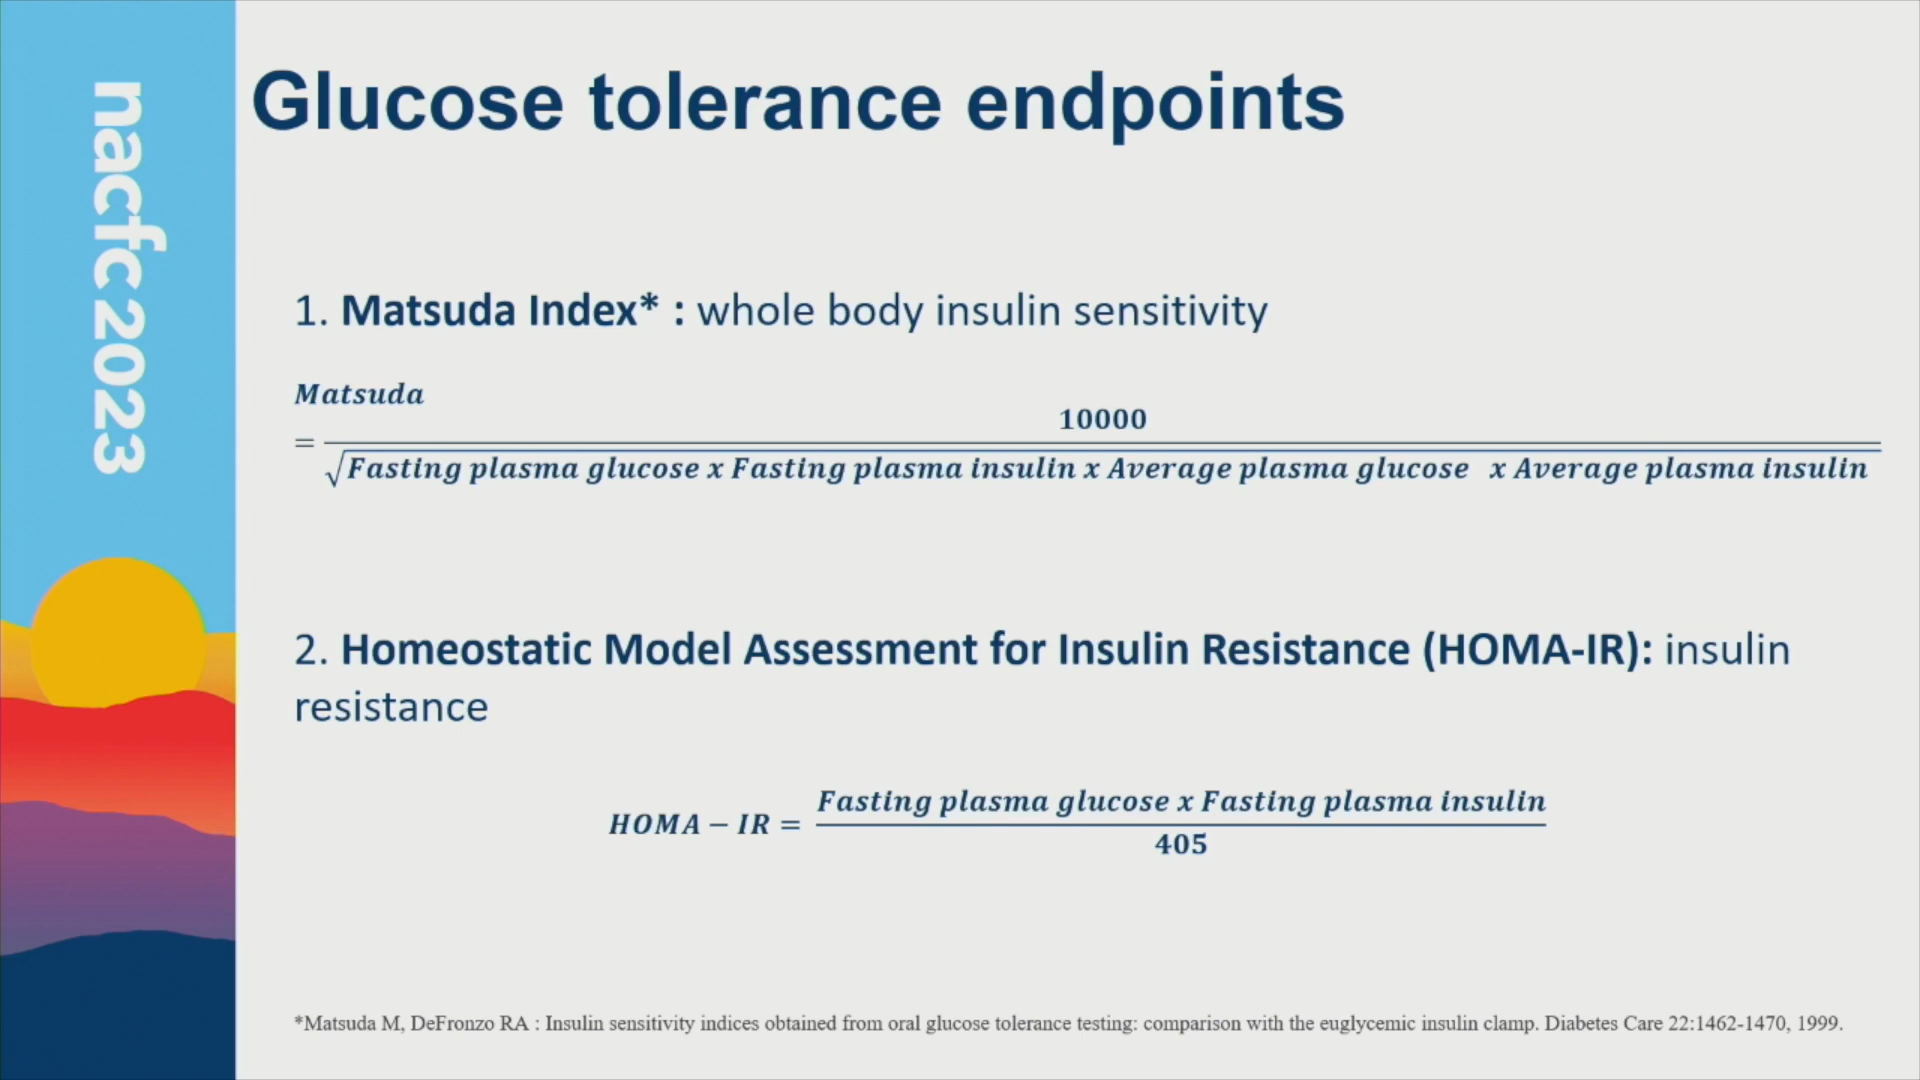 nacfc 2023
Glucose tolerance endpoints
1. Matsuda Index* : whole body insulin sensitivity
Matsuda
10000
=
√Fasting plasma glucose x Fasting plasma insulin x Average plasma glucose x Average plasma insulin
2. Homeostatic Model Assessment for Insulin Resistance (HOMA-IR): insulin
resistance
Fasting plasma glucose x Fasting plasma insulin
HOMA − IR =
405
*Matsuda M, DeFronzo RA : Insulin sensitivity indices obtained from oral glucose tolerance testing: comparison with the euglycemic insulin clamp. Diabetes Care 22:1462-1470, 1999.